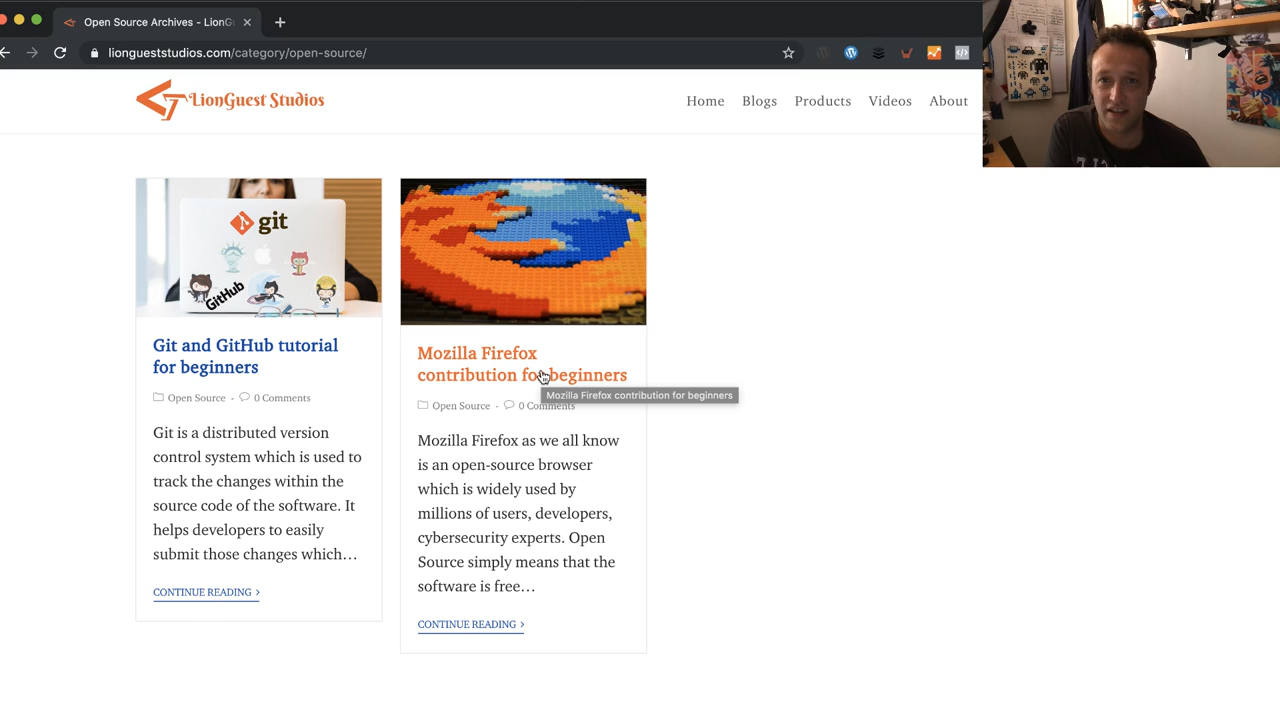 Open Source Archives - LionG
liongueststudios.com/category/open-source/
LionGuest Studios
Home Blogs Products Videos About
git
GitHub
Git and GitHub tutorial
for beginners
Open Source - 0 Comments
Git is a distributed version
control system which is used to
track the changes within the
source code of the software. It
helps developers to easily
submit those changes which…
CONTINUE READING >
Mozilla Firefox
contribution for beginners
Mozilla Firefox contribution for beginners
Open Source - 0 Comments
Mozilla Firefox as we all know
is an open-source browser
which is widely used by
millions of users, developers,
cybersecurity experts. Open
Source simply means that the
software is free…
CONTINUE READING >